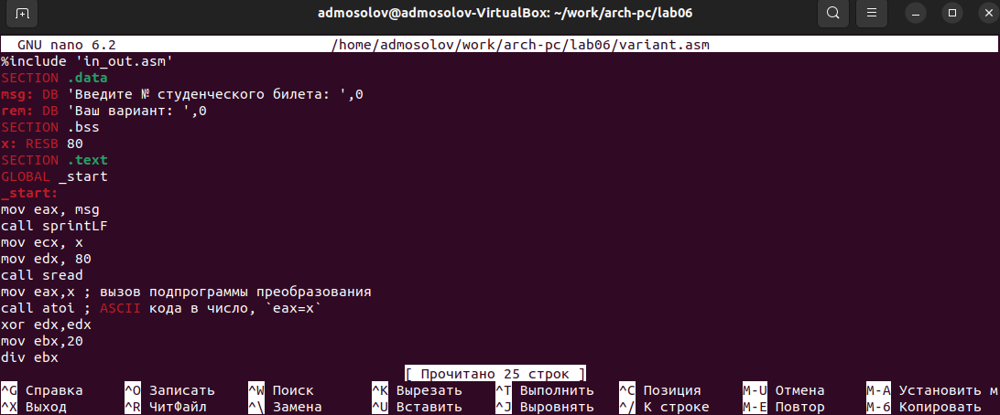 admosolov@admosolov-VirtualBox: ~/work/arch-pc/lab06
GNU nano 6.2 /home/admosolov/work/arch-pc/lab06/variant.asm
%include 'in_out.asm'
SECTION .data
msg: DB 'Введите № студенческого билета: ',0
rem: DB 'Ваш вариант: ',0
SECTION .bss
x: RESB 80
SECTION .text
GLOBAL _start
_start:
mov eax, msg
call sprintLF
mov ecx, x
mov edx, 80
call sread
mov eax,x ; вызов подпрограммы преобразования
call atoi ; ASCII кода в число, `eax=x`
xor edx,edx
mov ebx,20
div ebx
[ Прочитано 25 строк ]
^G Справка ^O Записать ^W Поиск ^K Вырезать ^T Выполнить ^C Позиция M-U Отмена M-A Установить м
^X Выход ^R ЧитФайл ^\ Замена ^U Вставить ^J Выровнять ^/ К строке M-E Повтор M-6 Копировать